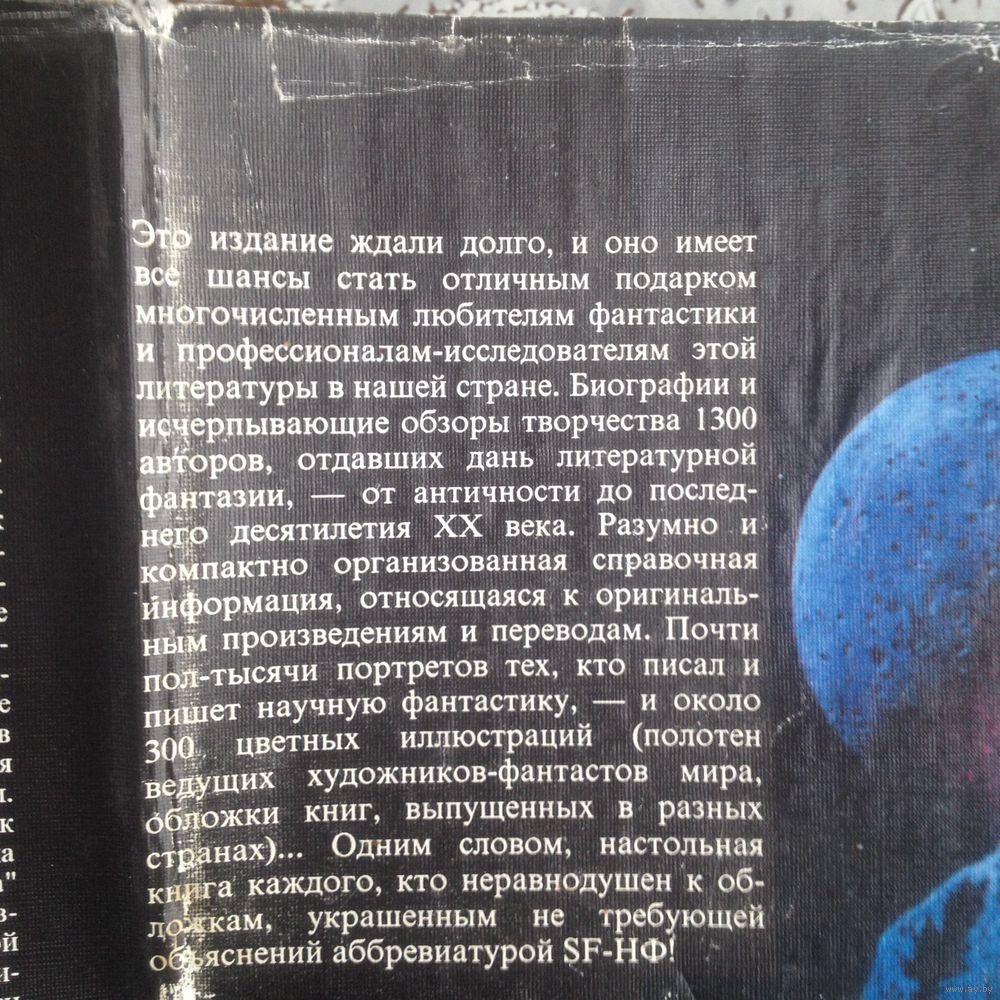 Это издание ждали долго, и оно имеет
все шансы стать отличным подарком
многочисленным любителям фантастики
и профессионалам-исследователям этой
литературы в нашей стране. Биографии и
исчерпывающие обзоры творчества 1300
авторов, отдавших дань литературной
фантазии, — от античности до послед-
него десятилетия XX века. Разумно и
компактно организованная справочная
информация, относящаяся к оригиналь-
ным произведениям и переводам. Почти
пол-тысячи портретов тех, кто писал и
пишет научную фантастику, — и около
300 цветных иллюстраций (полотен
ведущих художников-фантастов мира,
обложки книг, выпущенных в разных
странах)... Одним словом, настольная
книга каждого, кто неравнодушен к об-
ложкам, украшенным не требующей
объяснений аббревиатурой SF-НФ!
www.ay.by